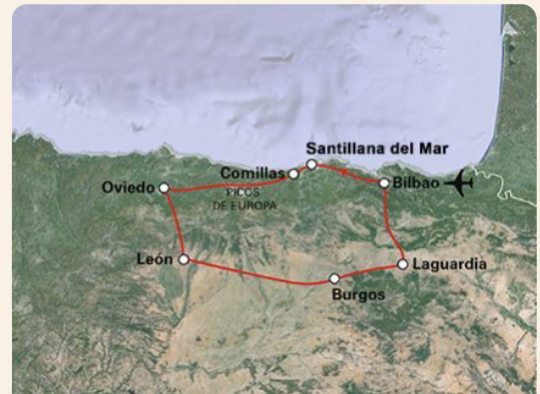 Santillana del Mar
Comillas
Bilbao
Oviedo
PICOS
DE EUROPA
León
Laguardia
Burgos